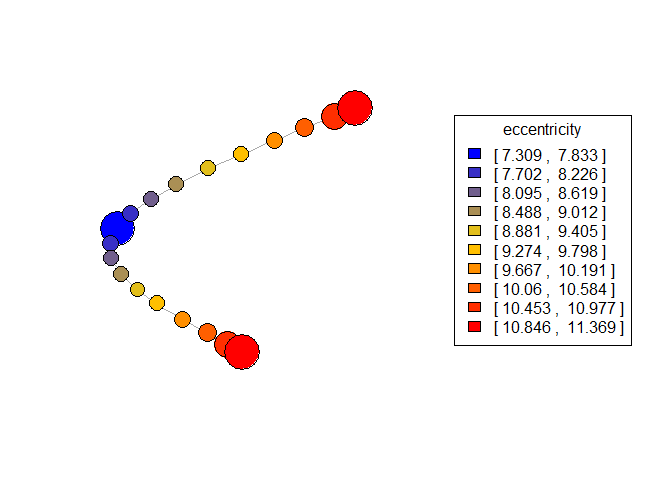 eccentricity
[ 7.309 , 7.833 ]
[ 7.702 , 8.226 ]
[ 8.095 , 8.619 ]
[ 8.488 , 9.012 ]
[ 8.881 , 9.405 ]
[ 9.274 , 9.798 ]
[ 9.667 , 10.191 ]
[ 10.06 , 10.584 ]
[ 10.453 , 10.977 ]
[ 10.846 , 11.369 ]